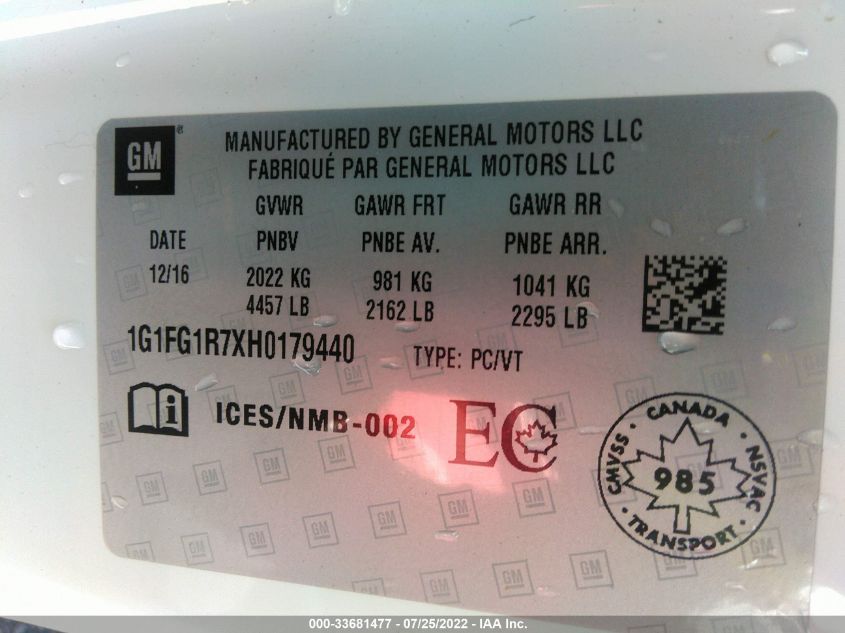 GM ®
MANUFACTURED BY GENERAL MOTORS LLC
FABRIQUÉ PAR GENERAL MOTORS LLC
GVWR GAWR FRT GAWR RR
DATE PNBV PNBE AV. PNBE ARR.
12/16 2022 KG 981 KG 1041 KG
4457 LB 2162 LB 2295 LB
1G1FG1R7XH0179440 TYPE: PC/VT
i ICES/NMB-002 EC
CANADA
CMVSS 985 NSVAC
TRANSPORT
000-33681477 - 07/25/2022 - IAA Inc.